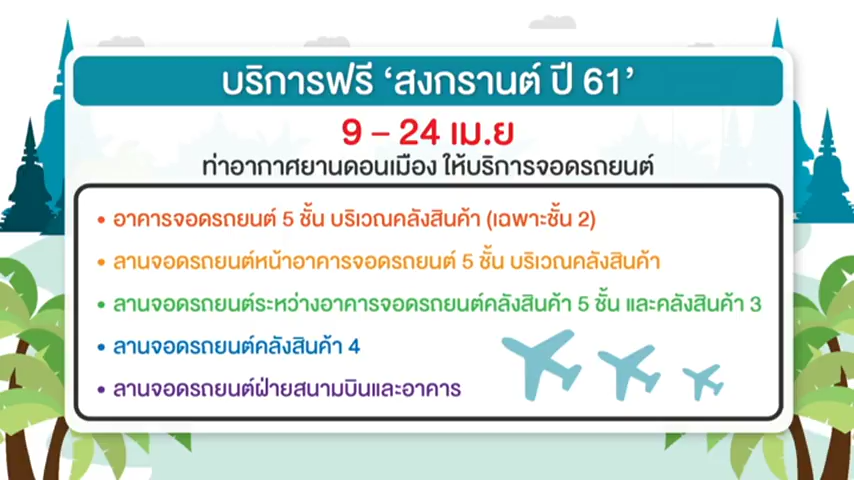 บริการฟรี ‘สงกรานต์ ปี 61’
9 – 24 เม.ย
ท่าอากาศยานดอนเมือง ให้บริการจอดรถยนต์
• อาคารจอดรถยนต์ 5 ชั้น บริเวณคลังสินค้า (เฉพาะชั้น 2)
• ลานจอดรถยนต์หน้าอาคารจอดรถยนต์ 5 ชั้น บริเวณคลังสินค้า
• ลานจอดรถยนต์ระหว่างอาคารจอดรถยนต์คลังสินค้า 5 ชั้น และคลังสินค้า 3
• ลานจอดรถยนต์คลังสินค้า 4
• ลานจอดรถยนต์ฝ่ายสนามบินและอาคาร